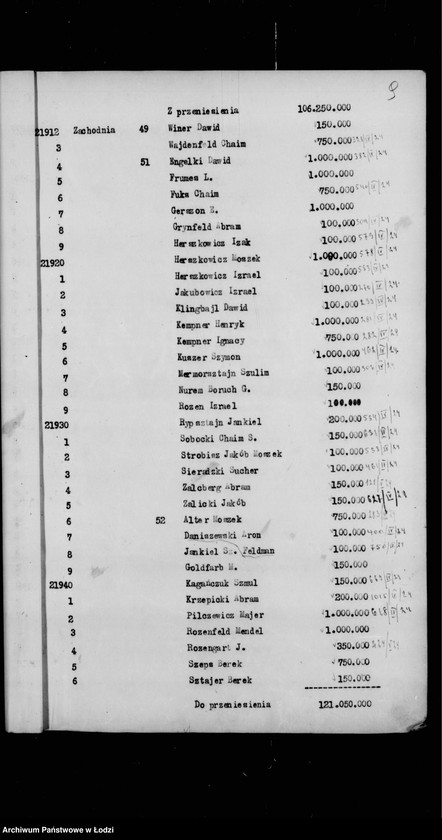 9
Z przeniesienia 106.250.000
21912 Zachodnia 49 Winer Dawid 150.000
3 Wajdenfeld Chaim 750.000
4 51 Engelki Dawid 1.000.000
5 Frumes L. 1.000.000
6 Fuks Chaim 750.000
7 Gerszon E. 1.000.000
8 Grynfeld Abram 100.000
9 Herszkowicz Izak 100.000
21920 Herszkowicz Moszek 1.000.000
1 Herszkowicz Izrael 100.000
2 Jakubowicz Izrael 100.000
3 Klingbajl Dawid 100.000
4 Kempner Henryk 1.000.000
5 Kempner Ignacy 750.000
6 Kuszer Szymon 1.000.000
7 Mermorsztajn Szulim 100.000
8 Nurem Boruch G. 150.000
9 Rozen Izrael 100.000
21930 Rypsztajn Jankiel 200.000
1 Sobocki Chaim S. 150.000
2 Strobisz Jakób Moszek 100.000
3 Sieradzki Sucher 100.000
4 Zalcberg Abram 150.000
5 Zalicki Jakób 150.000
6 52 Alter Moszek 750.000
7 Daniszewski Aron 100.000
8 Jankiel Sz. Feldman 100.000
9 Goldfarb M. 150.000
21940 Kagańczuk Szmul 150.000
1 Krzepicki Abram 200.000
2 Pilczewicz Majer 1.000.000
3 Rozenfeld Mendel 1.000.000
4 Rozengart J. 350.000
5 Szeps Berek 750.000
6 Sztajer Berek 150.000
Do przeniesienia 121.050.000
Archiwum Państwowe w Łodzi